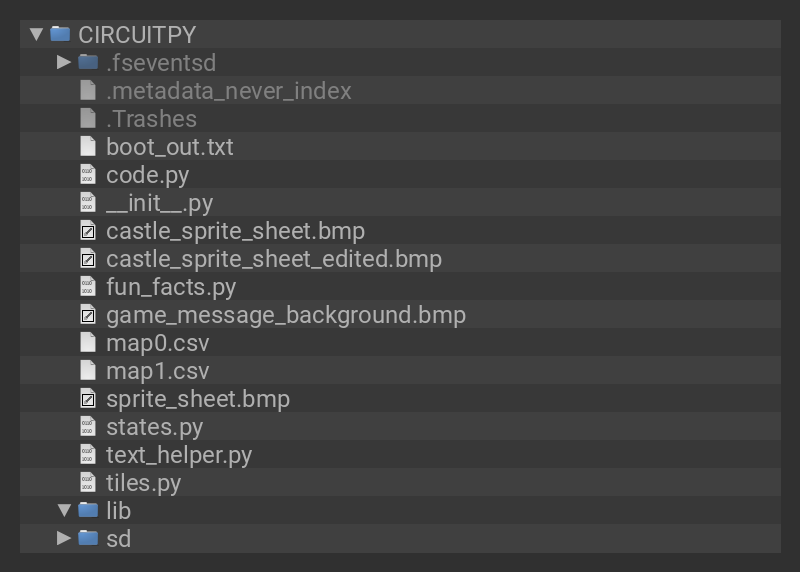 CIRCUITPY
.fseventsd
.metadata_never_index
.Trashes
boot_out.txt
code.py
__init__.py
castle_sprite_sheet.bmp
castle_sprite_sheet_edited.bmp
fun_facts.py
game_message_background.bmp
map0.csv
map1.csv
sprite_sheet.bmp
states.py
text_helper.py
tiles.py
lib
sd